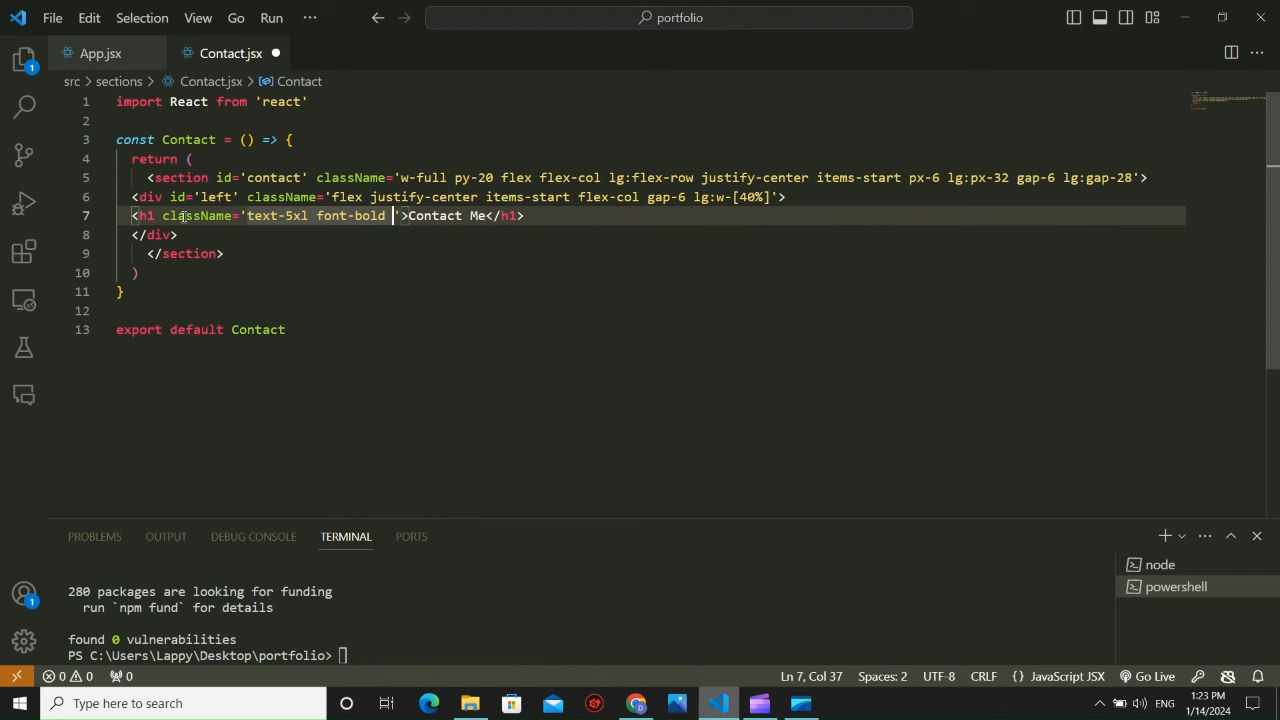 File Edit Selection View Go Run ··· portfolio
App.jsx Contact.jsx
src > sections > Contact.jsx > Contact
1 import React from 'react'
2
3 const Contact = () => {
4 return (
5 <section id='contact' className='w-full py-20 flex flex-col lg:flex-row justify-center items-start px-6 lg:px-32 gap-6 lg:gap-28'>
6 <div id='left' className='flex justify-center items-start flex-col gap-6 lg:w-[40%]'>
7 <h1 className='text-5xl font-bold '>Contact Me</h1>
8 </div>
9 </section>
10 )
11 }
12
13 export default Contact
1
1
PROBLEMS OUTPUT DEBUG CONSOLE TERMINAL PORTS
280 packages are looking for funding
run `npm fund` for details
found 0 vulnerabilities
PS C:\Users\Lappy\Desktop\portfolio>
node
powershell
0 0 0 Ln 7, Col 37 Spaces: 2 UTF-8 CRLF {} JavaScript JSX Go Live
Type here to search
ENG
1:23 PM
1/14/2024